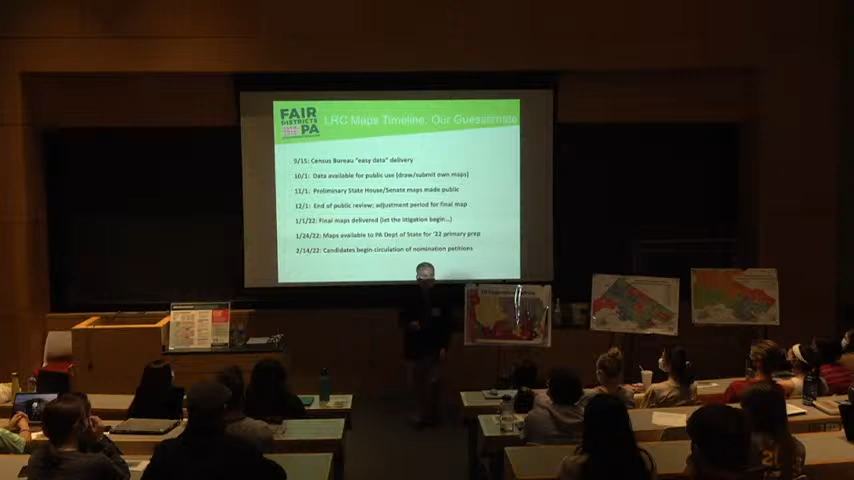 FAIR
DISTRICTS
PA
LRC Maps Timeline: Our Guesstimate
9/15: Census Bureau "easy data" delivery
10/1: Data available for public use (draw/submit own maps)
11/1: Preliminary State House/Senate maps made public
12/1: End of public review; adjustment period for final map
1/1/22: Final maps delivered (let the litigation begin...)
1/24/22: Maps available to PA Dept of State for '22 primary prep
2/14/22: Candidates begin circulation of nomination petitions